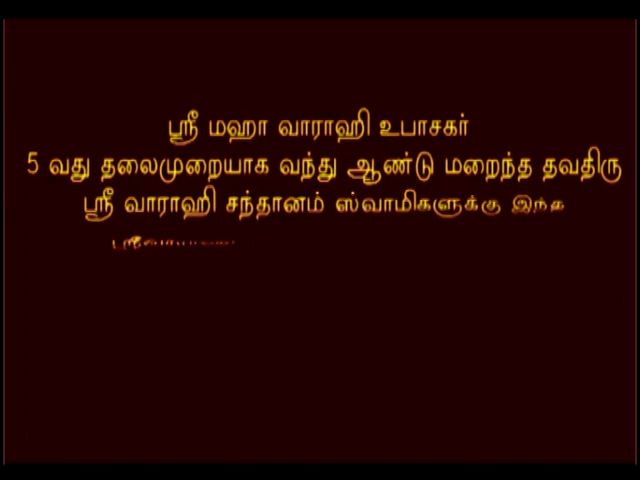 ஸ்ரீ மஹா வாராஹி உபாசகர்
5 வது தலைமுறையாக வந்து ஆண்டு மறைந்த தவதிரு
ஸ்ரீ வாராஹி சந்தானம் ஸ்வாமிகளுக்கு இந்த